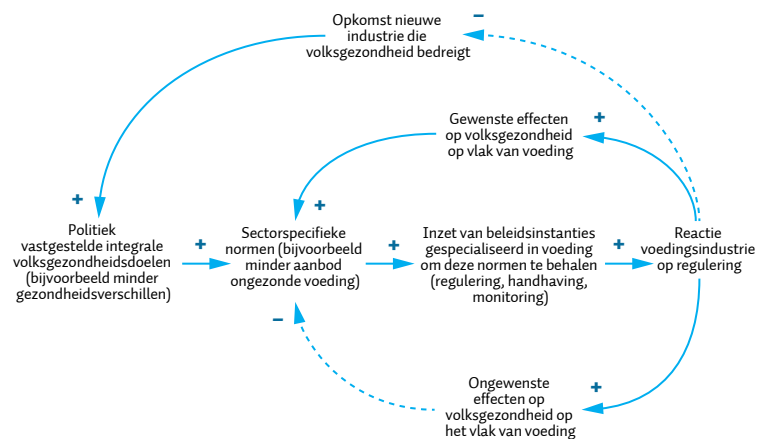 Opkomst nieuwe
industrie die
volksgezondheid bedreigt
–
Gewenste effecten
op volksgezondheid
op vlak van voeding
+
+
Politiek
vastgestelde integrale
volksgezondheidsdoelen
(bijvoorbeeld minder
gezondheidsverschillen)
+
+
Sectorspecifieke
normen (bijvoorbeeld
minder aanbod
ongezonde voeding)
+
Inzet van beleidsinstanties
gespecialiseerd in voeding
om deze normen te behalen
(regulering, handhaving,
monitoring)
+
Reactie
voedingsindustrie
op regulering
–
Ongewenste
effecten op
volksgezondheid op
het vlak van voeding
+